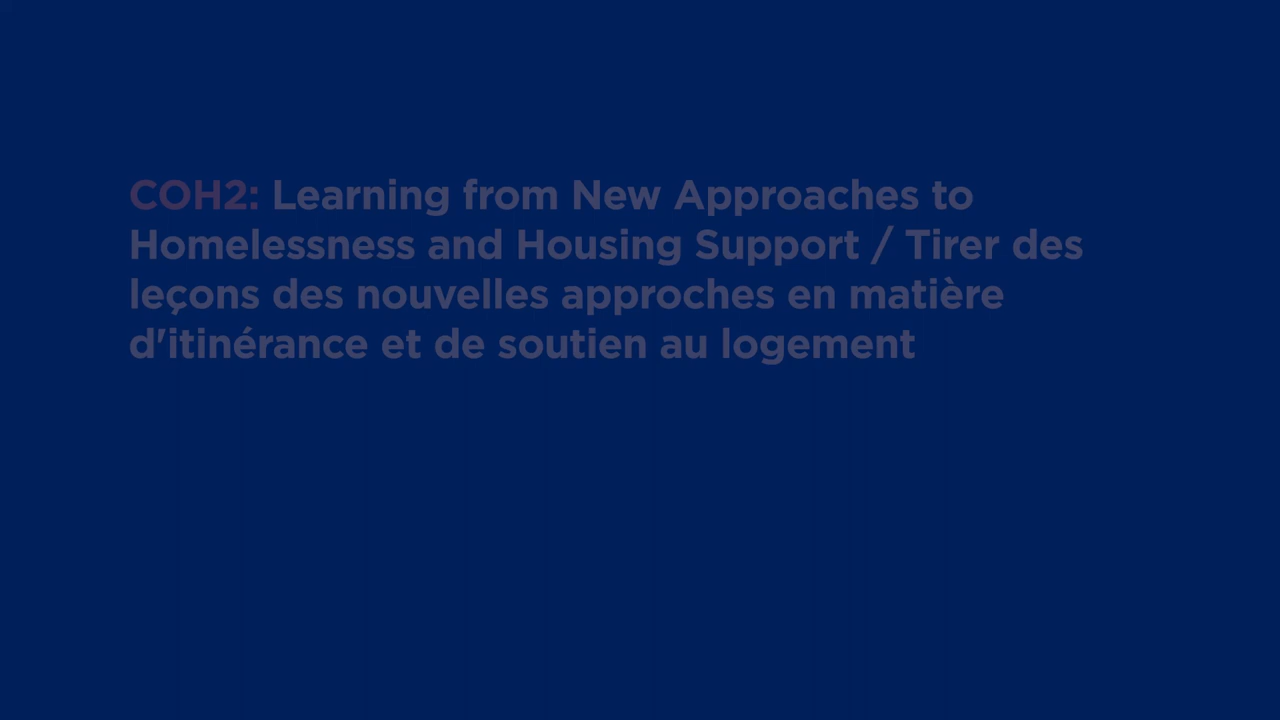 COH2: Learning from New Approaches to
Homelessness and Housing Support / Tirer des
leçons des nouvelles approches en matière
d'itinérance et de soutien au logement